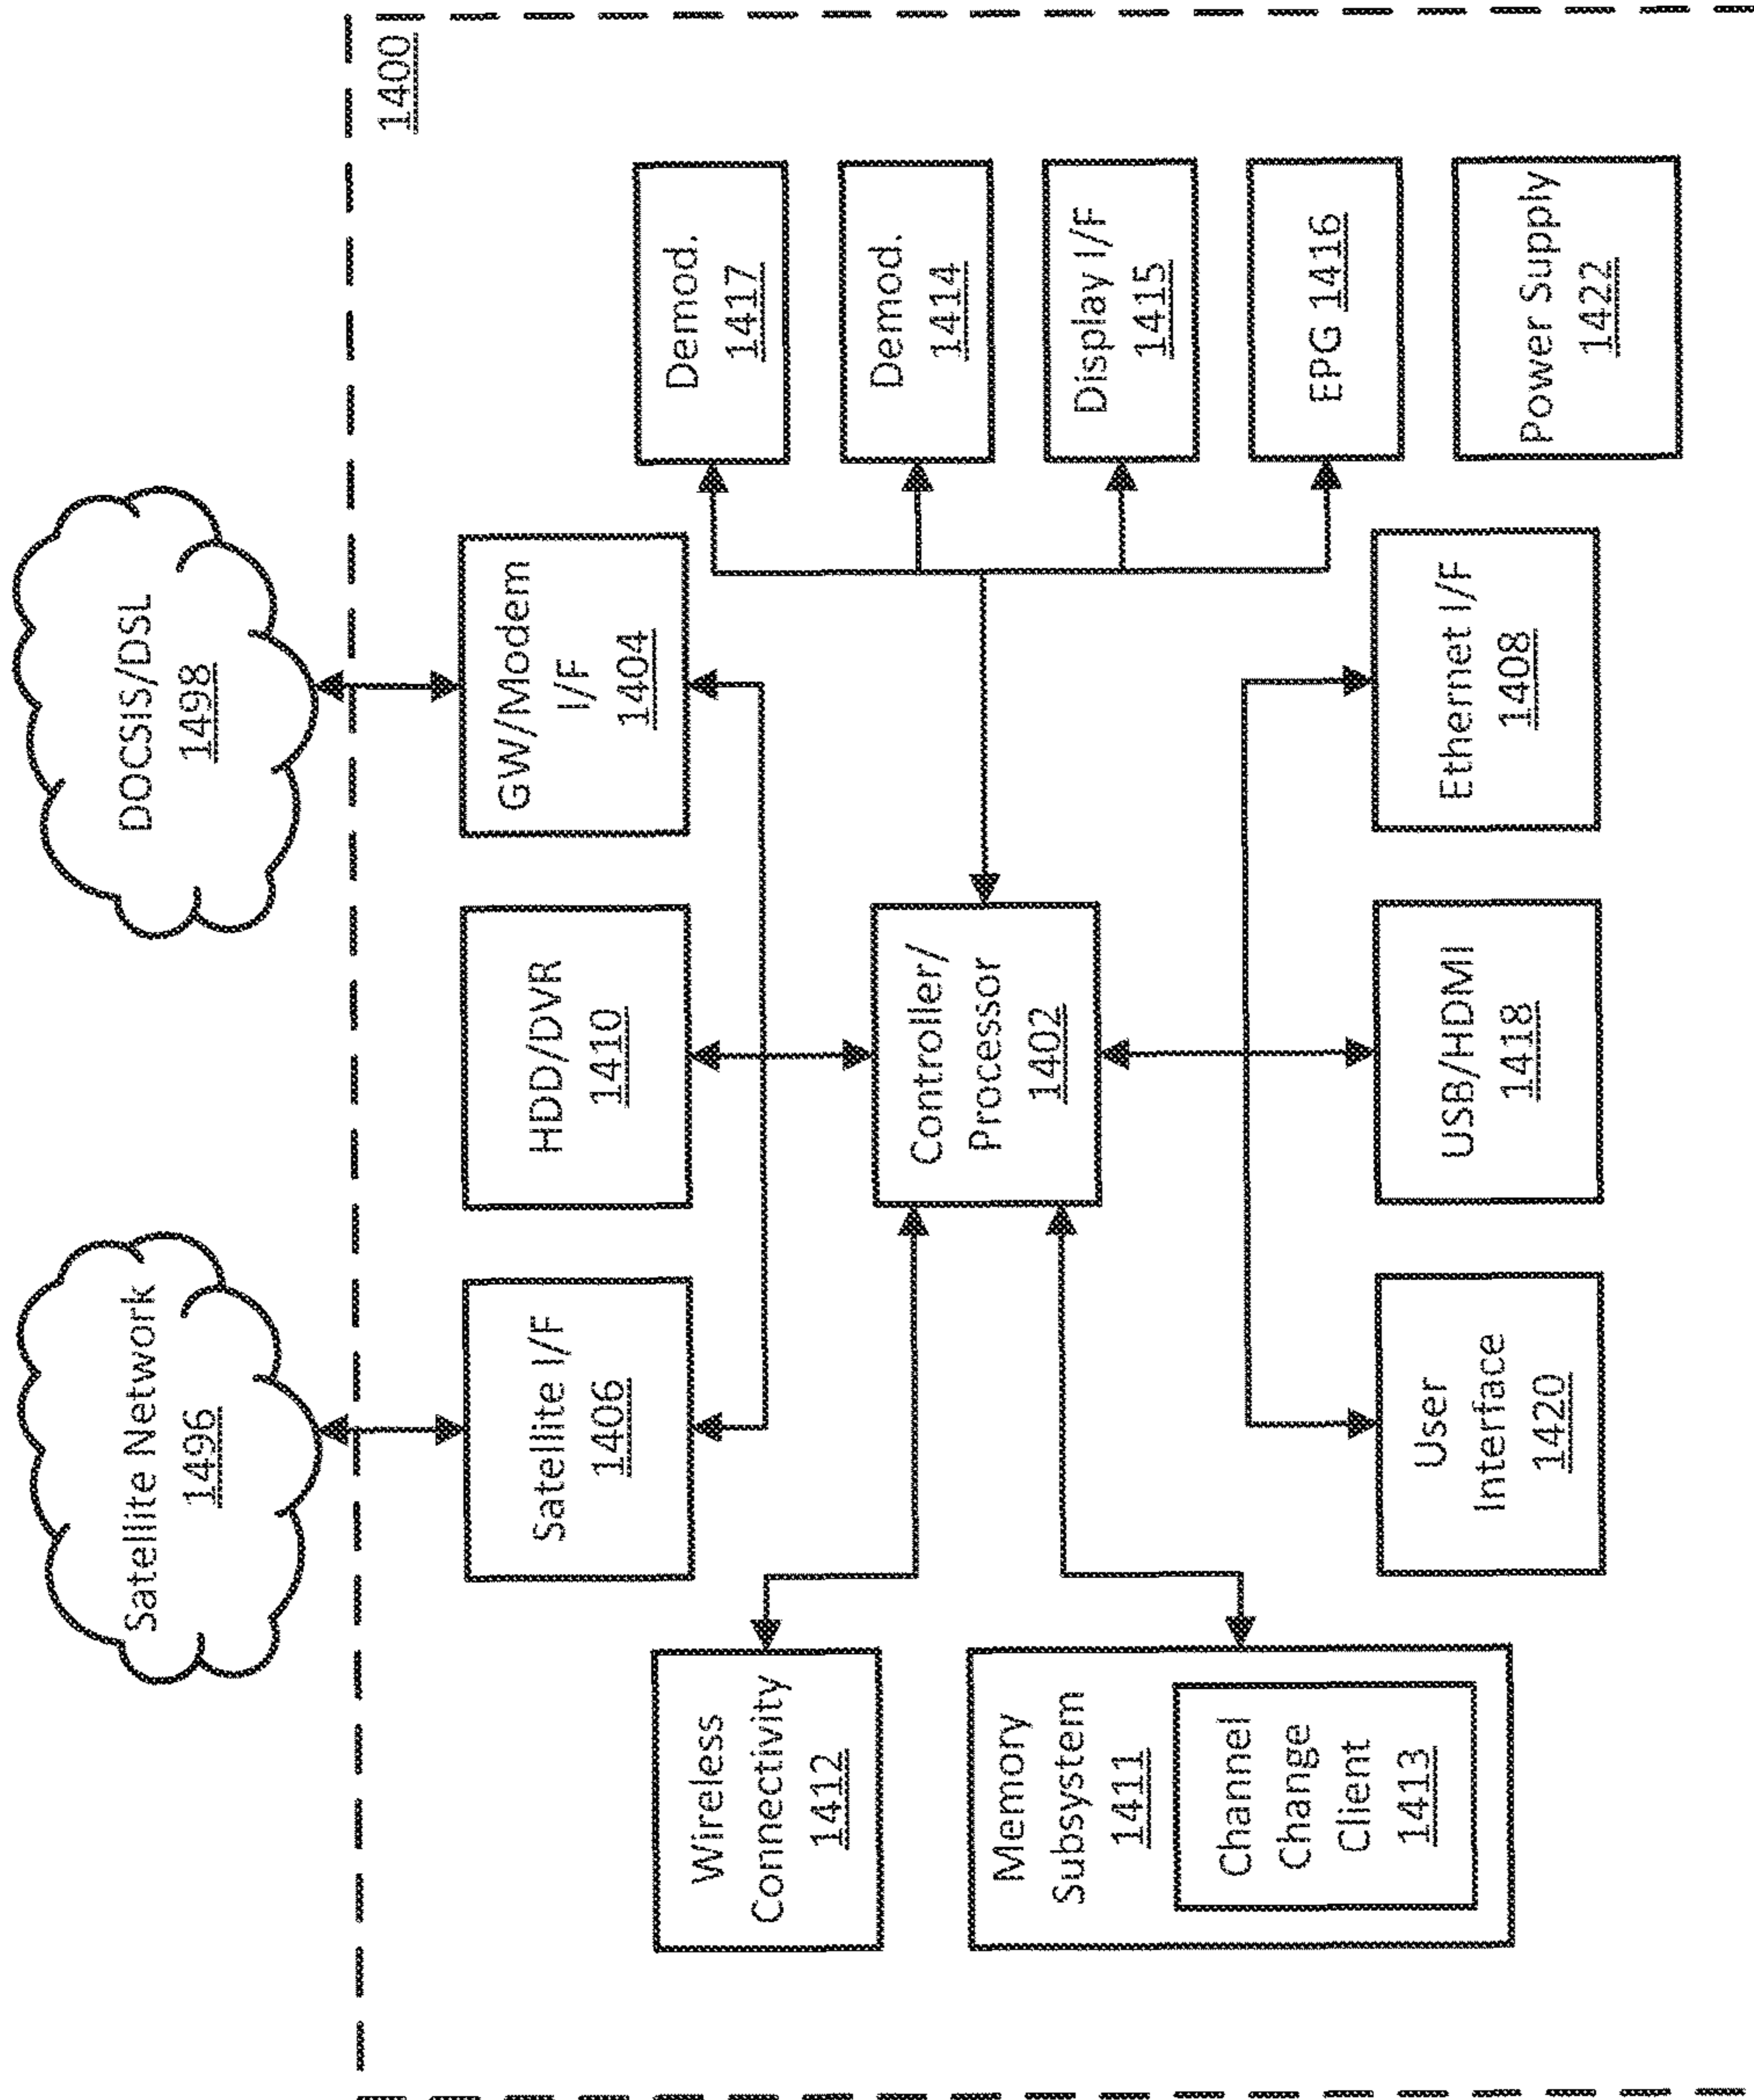 Satellite Network
1496
DOCSIS/DSL
1498
1400
Satellite I/F
1406
HDD/DVR
1410
GW/Modem
I/F
1404
Wireless
Connectivity
1412
Controller/
Processor
1402
Demod.
1417
Demod.
1414
Display I/F
1415
EPG 1416
Memory
Subsystem
1411
Channel
Change
Client
1413
User
Interface
1420
USB/HDMI
1418
Ethernet I/F
1408
Power Supply
1422